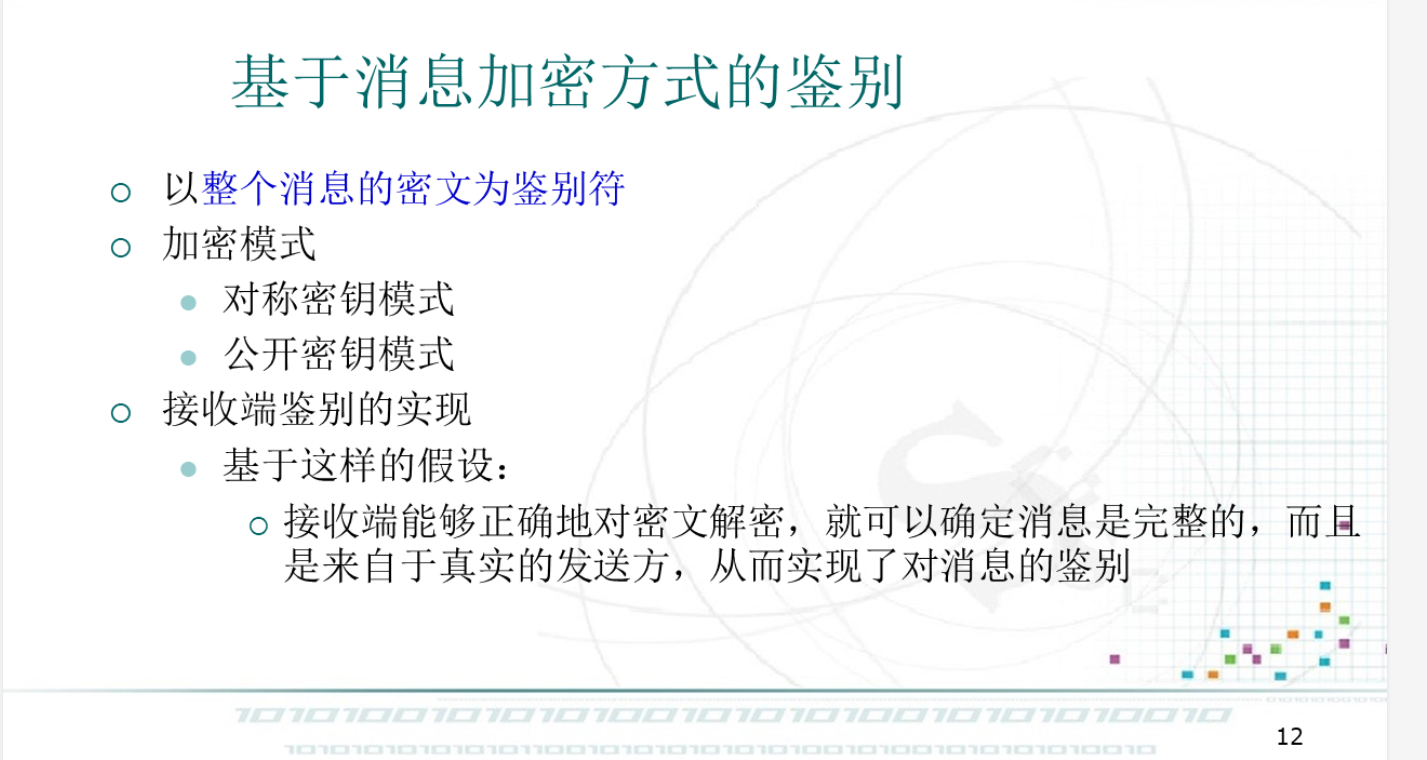 基于消息加密方式的鉴别
以整个消息的密文为鉴别符
加密模式
对称密钥模式
公开密钥模式
接收端鉴别的实现
基于这样的假设：
接收端能够正确地对密文解密，就可以确定消息是完整的，而且
是来自于真实的发送方，从而实现了对消息的鉴别
12